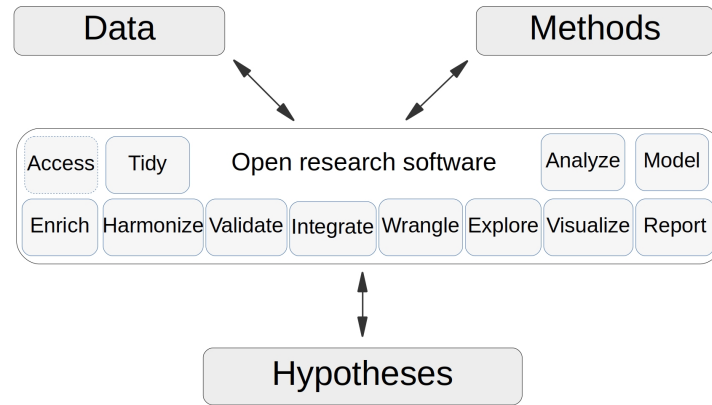 Data
Methods
Access
Tidy
Open research software
Analyze
Model
Enrich
Harmonize
Validate
Integrate
Wrangle
Explore
Visualize
Report
Hypotheses